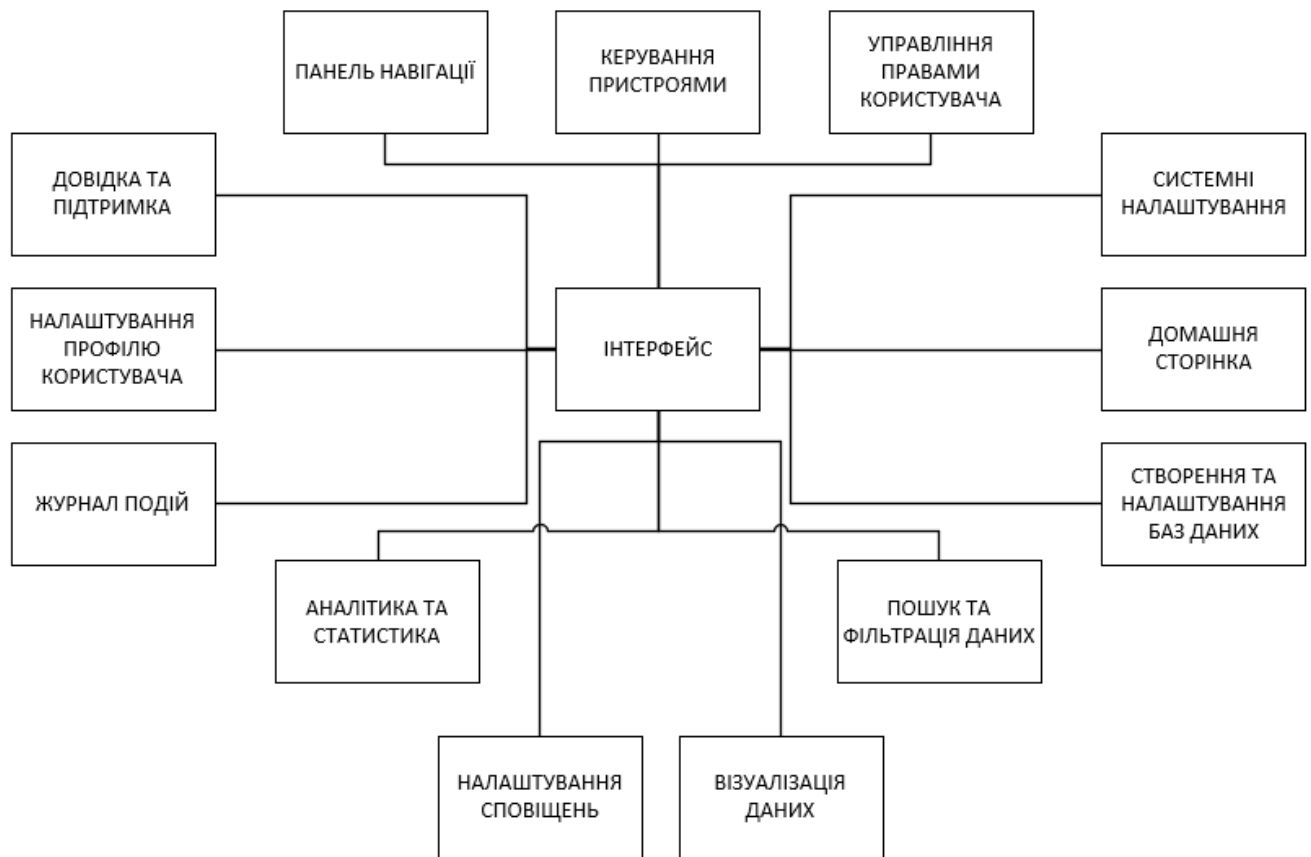 ПАНЕЛЬ НАВІГАЦІЇ
КЕРУВАННЯ
ПРИСТРОЯМИ
УПРАВЛІННЯ
ПРАВАМИ
КОРИСТУВАЧА
ДОВІДКА ТА
ПІДТРИМКА
СИСТЕМНІ
НАЛАШТУВАННЯ
НАЛАШТУВАННЯ
ПРОФІЛЮ
КОРИСТУВАЧА
ІНТЕРФЕЙС
ДОМАШНЯ
СТОРІНКА
ЖУРНАЛ ПОДІЙ
СТВОРЕННЯ ТА
НАЛАШТУВАННЯ
БАЗ ДАНИХ
АНАЛІТИКА ТА
СТАТИСТИКА
ПОШУК ТА
ФІЛЬТРАЦІЯ ДАНИХ
НАЛАШТУВАННЯ
СПОВІЩЕНЬ
ВІЗУАЛІЗАЦІЯ
ДАНИХ